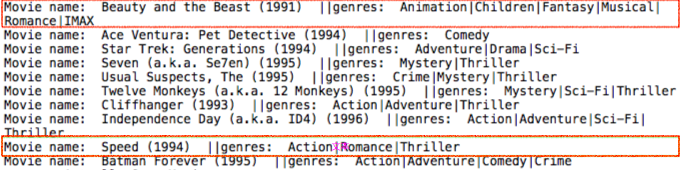 Movie name:  Beauty and the Beast (1991)  ||genres:  Animation|Children|Fantasy|Musical|
Romance|IMAX
Movie name:  Ace Ventura: Pet Detective (1994)  ||genres:  Comedy
Movie name:  Star Trek: Generations (1994)  ||genres:  Adventure|Drama|Sci-Fi
Movie name:  Seven (a.k.a. Se7en) (1995)  ||genres:  Mystery|Thriller
Movie name:  Usual Suspects, The (1995)  ||genres:  Crime|Mystery|Thriller
Movie name:  Twelve Monkeys (a.k.a. 12 Monkeys) (1995)  ||genres:  Mystery|Sci-Fi|Thriller
Movie name:  Cliffhanger (1993)  ||genres:  Action|Adventure|Thriller
Movie name:  Independence Day (a.k.a. ID4) (1996)  ||genres:  Action|Adventure|Sci-Fi|
Thriller
Movie name:  Speed (1994)  ||genres:  Action|Romance|Thriller
Movie name:  Batman Forever (1995)  ||genres:  Action|Adventure|Comedy|Crime